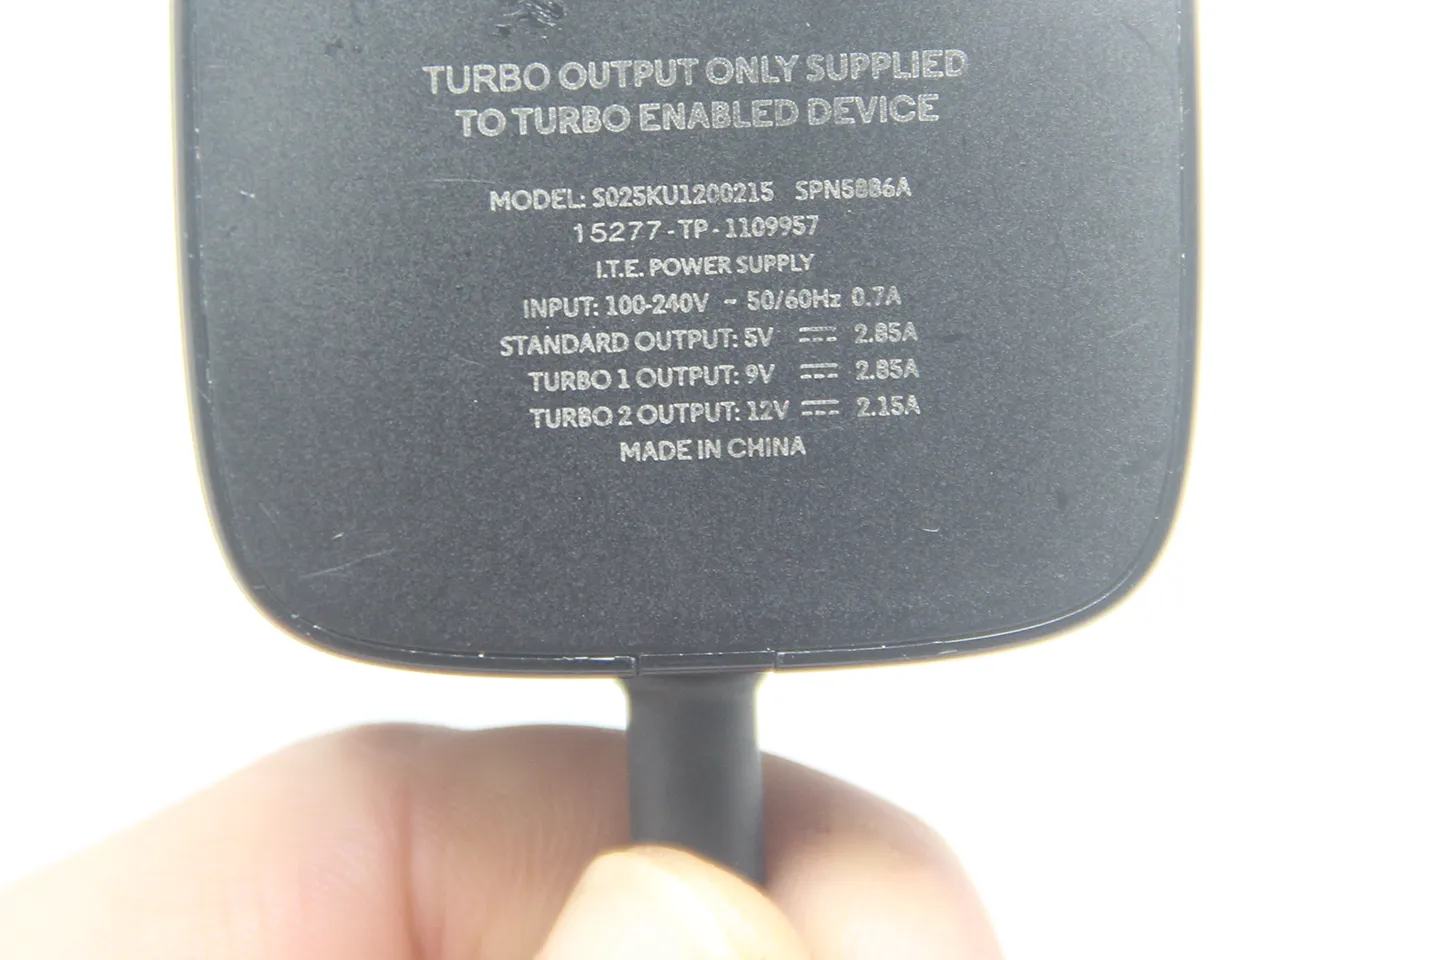 TURBO OUTPUT ONLY SUPPLIED
TO TURBO ENABLED DEVICE
MODEL: S025KU1200215 SPN5886A
15277-TP-1109957
I.T.E. POWER SUPPLY
INPUT: 100-240V ~ 50/60Hz 0.7A
STANDARD OUTPUT: 5V ⎓ 2.85A
TURBO 1 OUTPUT: 9V ⎓ 2.85A
TURBO 2 OUTPUT: 12V ⎓ 2.15A
MADE IN CHINA